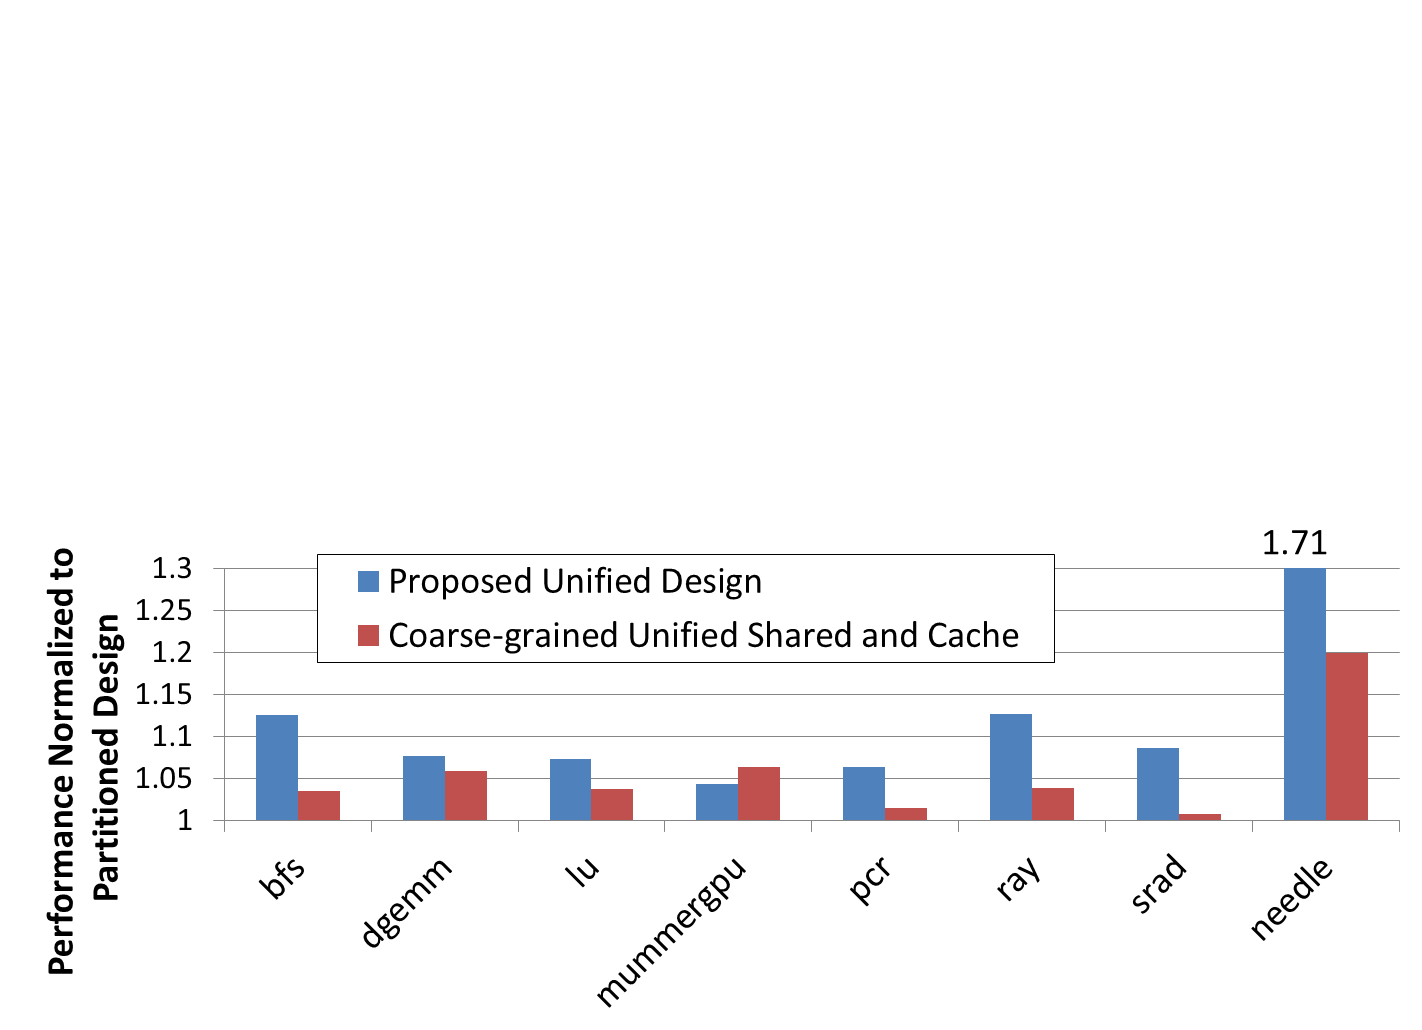 1.71
Performance Normalized to
Partitioned Design
1.3
1.25
1.2
1.15
1.1
1.05
1
Proposed Unified Design
Coarse-grained Unified Shared and Cache
bfs
dgemm
lu
mummergpu
pcr
ray
srad
needle